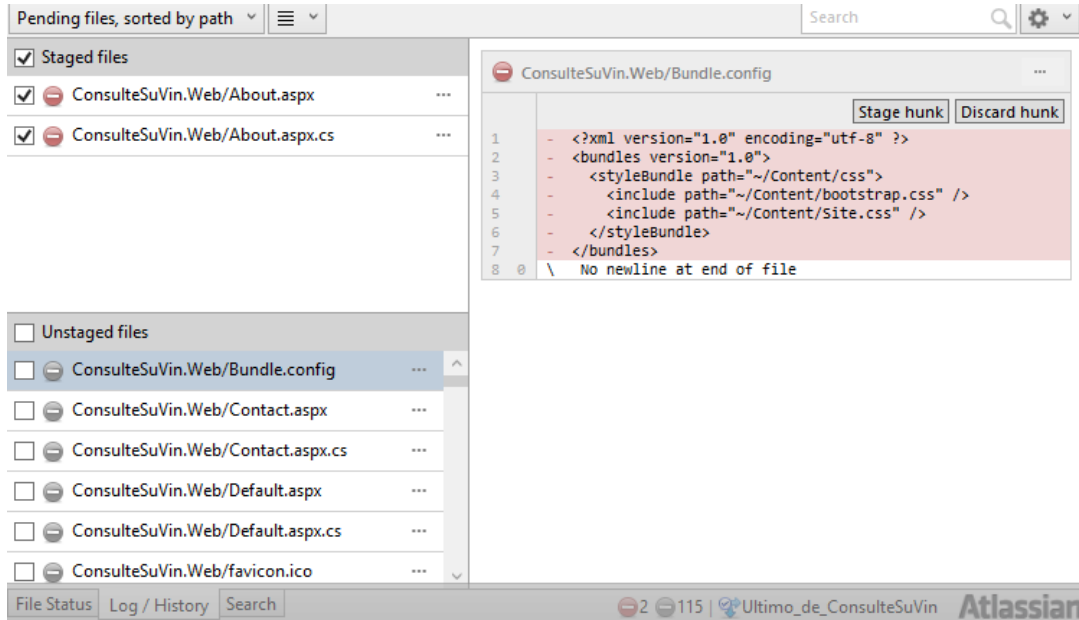 Pending files, sorted by path
Search
Staged files
ConsulteSuVin.Web/About.aspx
ConsulteSuVin.Web/About.aspx.cs
Unstaged files
ConsulteSuVin.Web/Bundle.config
ConsulteSuVin.Web/Contact.aspx
ConsulteSuVin.Web/Contact.aspx.cs
ConsulteSuVin.Web/Default.aspx
ConsulteSuVin.Web/Default.aspx.cs
ConsulteSuVin.Web/favicon.ico
ConsulteSuVin.Web/Bundle.config
Stage hunk Discard hunk
1 - <?xml version="1.0" encoding="utf-8" ?>
2 - <bundles version="1.0">
3 - <styleBundle path="~/Content/css">
4 - <include path="~/Content/bootstrap.css" />
5 - <include path="~/Content/Site.css" />
6 - </styleBundle>
7 - </bundles>
8 0 \ No newline at end of file
File Status Log / History Search
2 115 | Ultimo_de_ConsulteSuVin Atlassian